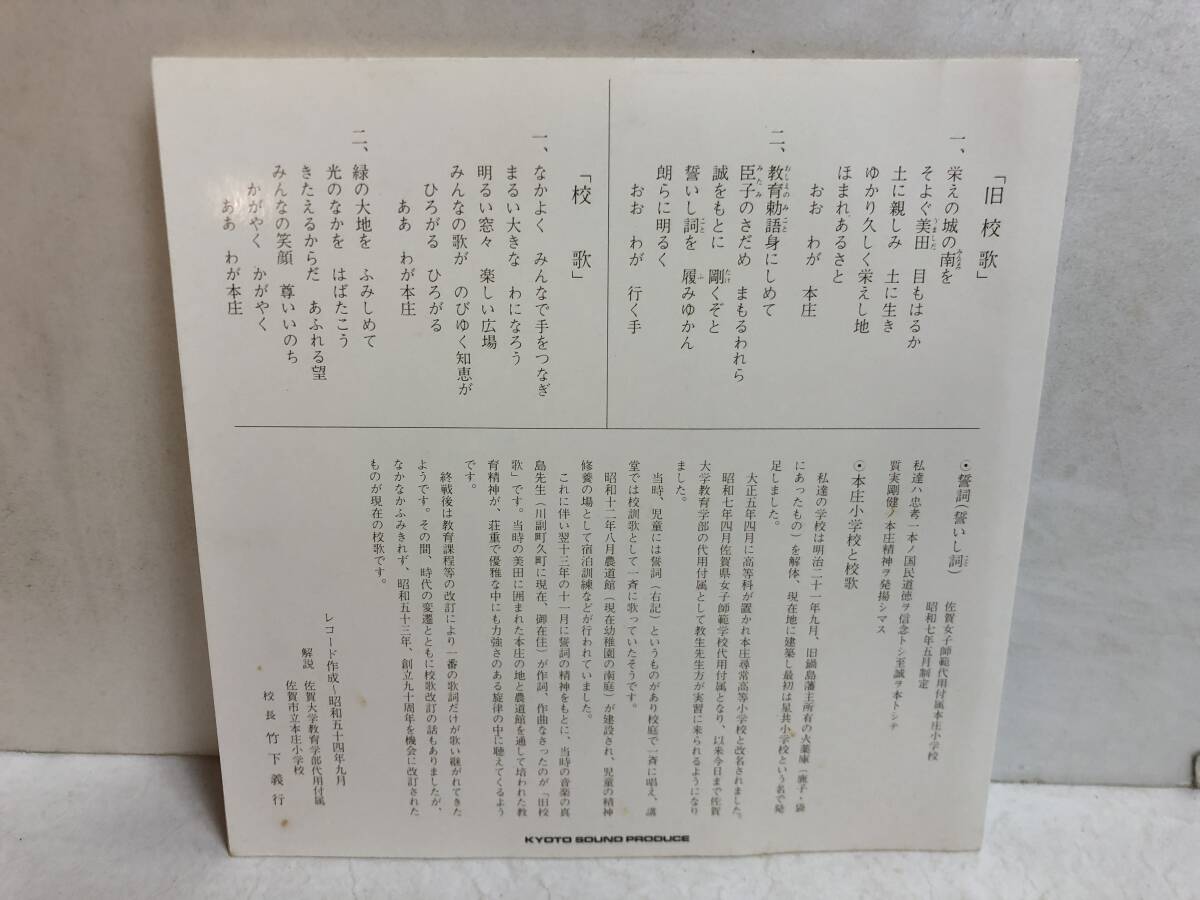 「旧校歌」
一、栄えの城の南を
そよぐ美田　目もはるか
土に親しみ　土に生き
ゆかり久しく栄えし地
ほまれあるさと
おお　わが　本庄
二、教育勅語身にしめて
臣子のさだめ　まもるわれら
誠をもとに　剛くぞと
誓いし詞を　履みゆかん
朗らに明るく
おお　わが　行く手
「校　歌」
一、なかよく　みんなで手をつなぎ
まるい大きな　わになろう
明るい窓々　楽しい広場
みんなの歌が　のびゆく知恵が
ひろがる　ひろがる
ああ　わが本庄
二、緑の大地を　ふみしめて
光のなかを　はばたこう
きたえるからだ　あふれる望
みんなの笑顔　尊いいのち
かがやく　かがやく
ああ　わが本庄
⦿誓詞（誓いし詞）
佐賀女子師範代用付属本庄小学校
昭和七年五月制定
私達ハ忠孝一本ノ国民道徳ヲ信念トシ至誠ヲ本トシテ
質実剛健ノ本庄精神ヲ発揚シマス
⦿本庄小学校と校歌
私達の学校は明治二十一年九月、旧鍋島藩主所有の火薬庫（鹿子・袋
にあったもの）を解体、現在地に建築し最初は星共小学校という名で発
足しました。
大正五年四月に高等科が置かれ本庄尋常高等小学校と改名されました。
昭和七年四月佐賀県女子師範学校代用付属となり、以来今日まで佐賀
大学教育学部の代用付属として教生先生方が実習に来られるようになり
ました。
当時、児童には誓詞（右記）というものがあり校庭で一斉に唱え、講
堂では校訓歌として一斉に歌っていたそうです。
昭和十二年八月農道館（現在幼稚園の南庭）が建設され、児童の精神
修養の場として宿泊訓練などが行われていました。
これに伴い翌十三年の十一月に誓詞の精神をもとに、当時の音楽の真
島先生（川副町久町に現在、御在住）が作詞、作曲なさったのが「旧校
歌」です。当時の美田に囲まれた本庄の地と農道館を通して培われた教
育精神が、荘重で優雅な中にも力強さのある旋律の中に聴えてくるよう
です。
終戦後は教育課程等の改訂により一番の歌詞だけが歌い継がれてきた
ようです。その間、時代の変遷とともに校歌改訂の話もありましたが、
なかなかふみきれず、昭和五十三年、創立九十周年を機会に改訂された
ものが現在の校歌です。
レコード作成～昭和五十四年九月
解説　佐賀大学教育学部代用付属
佐賀市立本庄小学校
校長　竹下義行
KYOTO SOUND PRODUCE